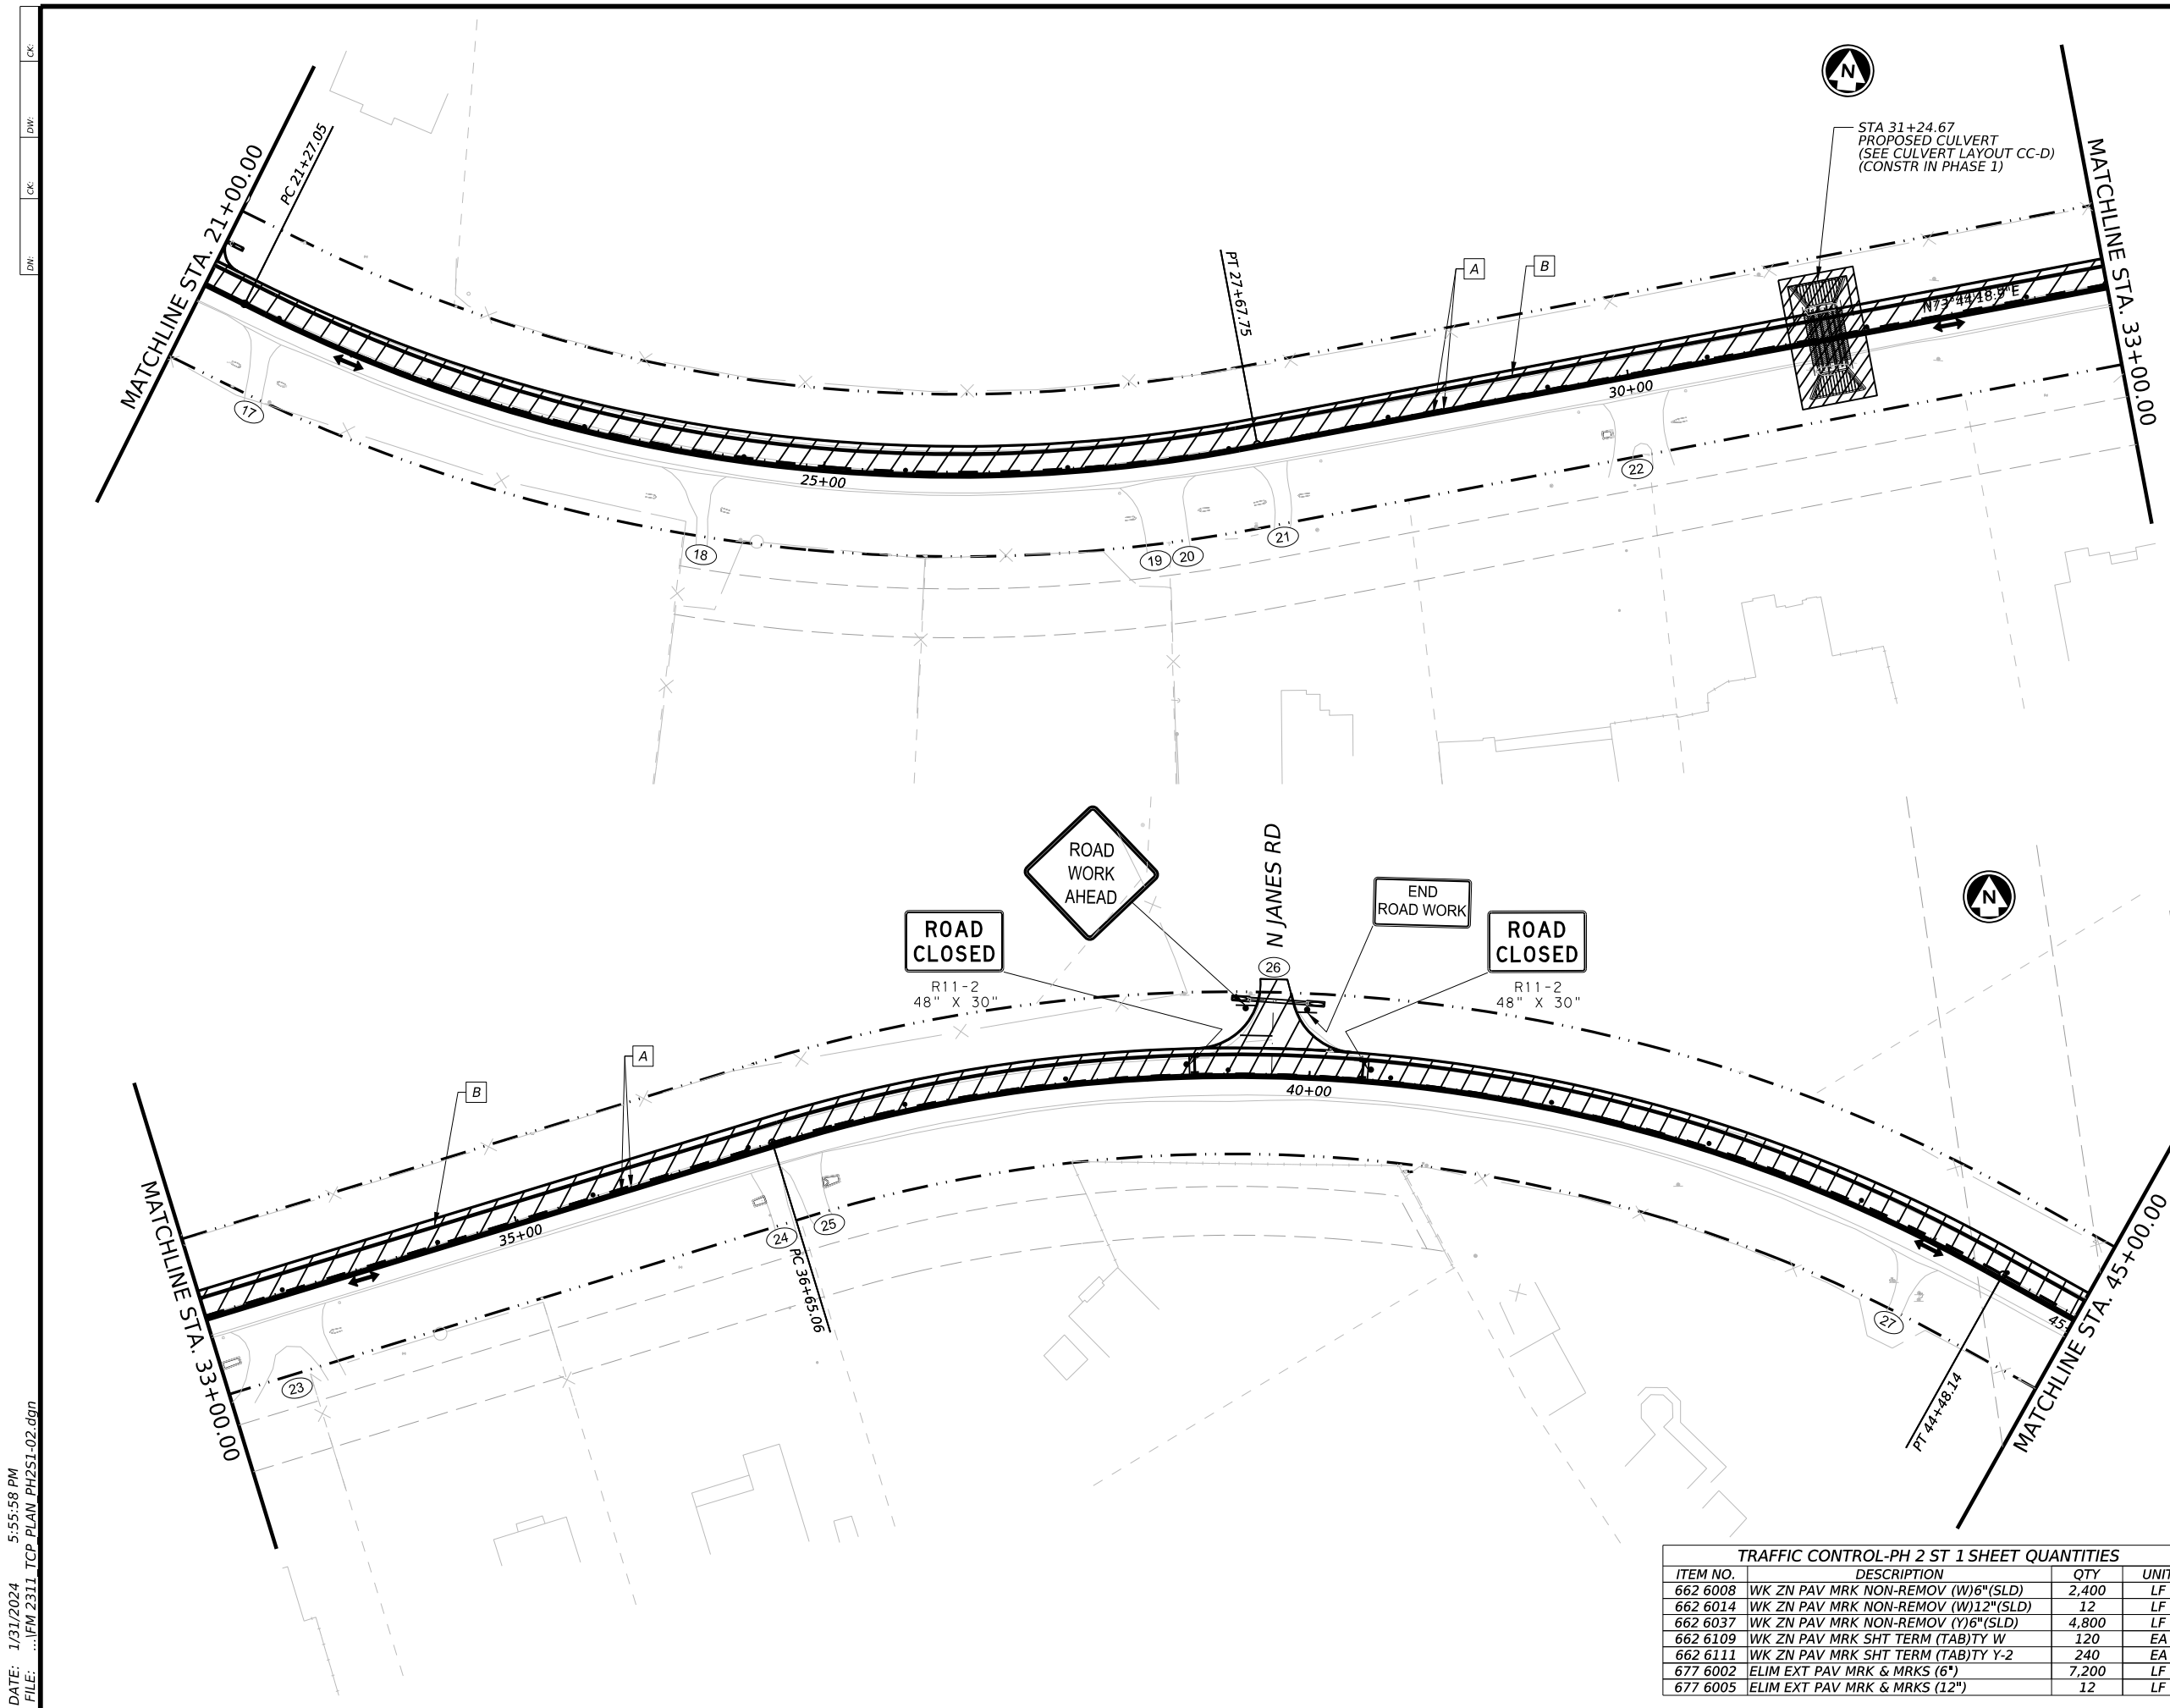 CK:
DW:
CK:
DN:
N
STA 31+24.67
PROPOSED CULVERT
(SEE CULVERT LAYOUT CC-D)
(CONSTR IN PHASE 1)
MATCHLINE STA. 21+00.00
PC 21+27.05
PT 27+67.75
A
B
N73°44'18.9"E
MATCHLINE STA. 33+00.00
30+00
25+00
17
18
19
20
21
22
ROAD
WORK
AHEAD
N JANES RD
END
ROAD WORK
N
ROAD
CLOSED
R11-2
48" X 30"
ROAD
CLOSED
R11-2
48" X 30"
26
A
B
40+00
35+00
MATCHLINE STA. 33+00.00
23
24
25
PC 36+65.06
27
45+
PT 44+48.14
MATCHLINE STA. 45+00.00
TRAFFIC CONTROL-PH 2 ST 1 SHEET QUANTITIES
ITEM NO. DESCRIPTION QTY UNIT
662 6008 WK ZN PAV MRK NON-REMOV (W)6"(SLD) 2,400 LF
662 6014 WK ZN PAV MRK NON-REMOV (W)12"(SLD) 12 LF
662 6037 WK ZN PAV MRK NON-REMOV (Y)6"(SLD) 4,800 LF
662 6109 WK ZN PAV MRK SHT TERM (TAB)TY W 120 EA
662 6111 WK ZN PAV MRK SHT TERM (TAB)TY Y-2 240 EA
677 6002 ELIM EXT PAV MRK & MRKS (6") 7,200 LF
677 6005 ELIM EXT PAV MRK & MRKS (12") 12 LF
DATE: 1/31/2024 5:55:58 PM
FILE: ...\FM 2311_TCP_PLAN_PH2S1-02.dgn